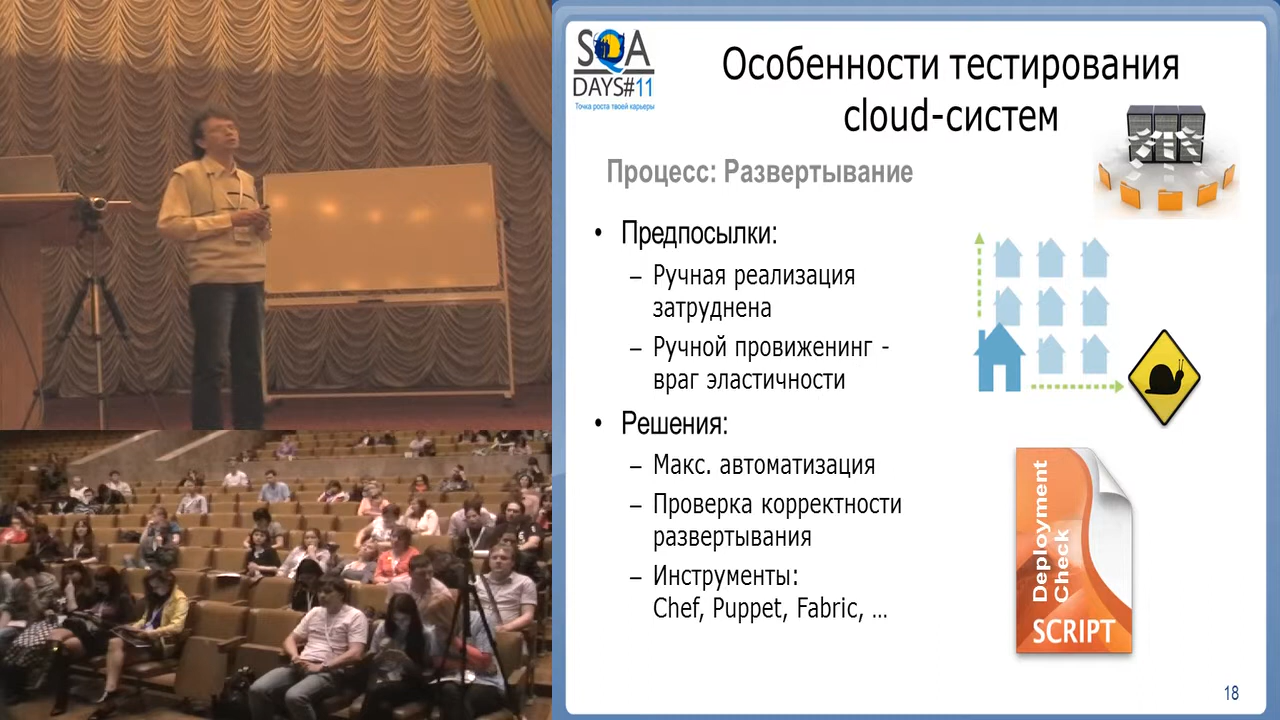 SQA
DAYS#11
Точка роста твоей карьеры
Особенности тестирования
cloud-систем
Процесс: Развертывание
• Предпосылки:
– Ручная реализация
затруднена
– Ручной провиженинг -
враг эластичности
• Решения:
– Макс. автоматизация
– Проверка корректности
развертывания
– Инструменты:
Chef, Puppet, Fabric, ...
Deployment
Check
SCRIPT
18